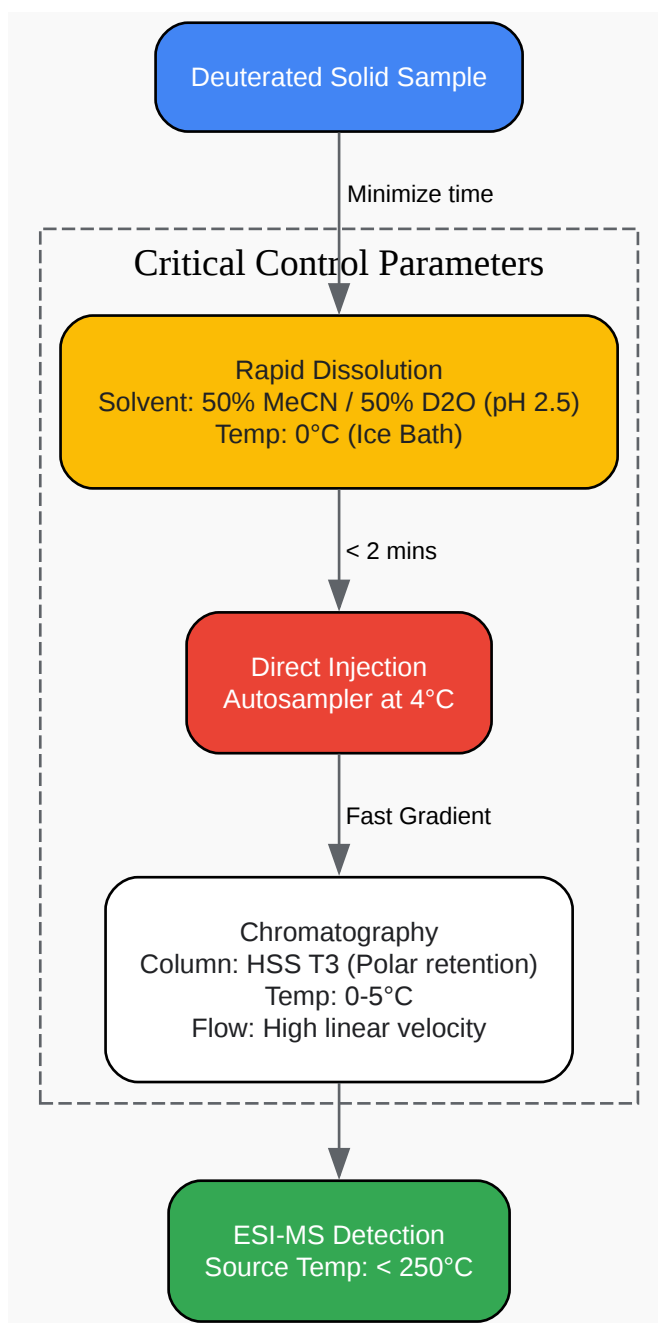 Deuterated Solid Sample
Minimize time
Critical Control Parameters
Rapid Dissolution
Solvent: 50% MeCN / 50% D2O (pH 2.5)
Temp: 0°C (Ice Bath)
< 2 mins
Direct Injection
Autosampler at 4°C
Fast Gradient
Chromatography
Column: HSS T3 (Polar retention)
Temp: 0-5°C
Flow: High linear velocity
ESI-MS Detection
Source Temp: < 250°C